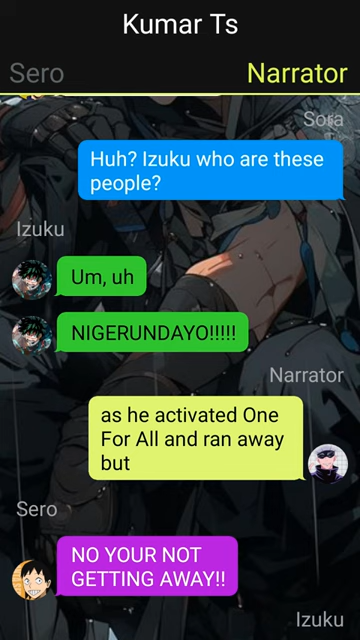 Kumar Ts
Sero
Narrator
Sora
Huh? Izuku who are these
people?
Izuku
Um, uh
NIGERUNDAYO!!!!!
Narrator
as he activated One
For All and ran away
but
Sero
NO YOUR NOT
GETTING AWAY!!
Izuku